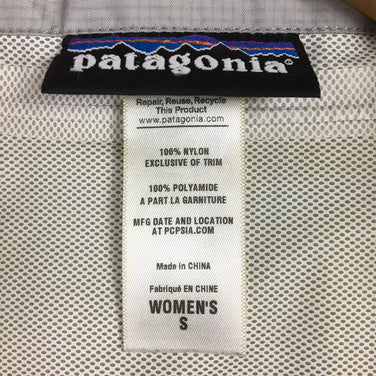 patagonia®
Repair, Reuse, Recycle
This Product
www.patagonia.com
100% NYLON
EXCLUSIVE OF TRIM
100% POLYAMIDE
A PART LA GARNITURE
MFG DATE AND LOCATION
AT PCPSIA.COM
Made in CHINA
Fabriqué EN CHINE
WOMEN'S
S